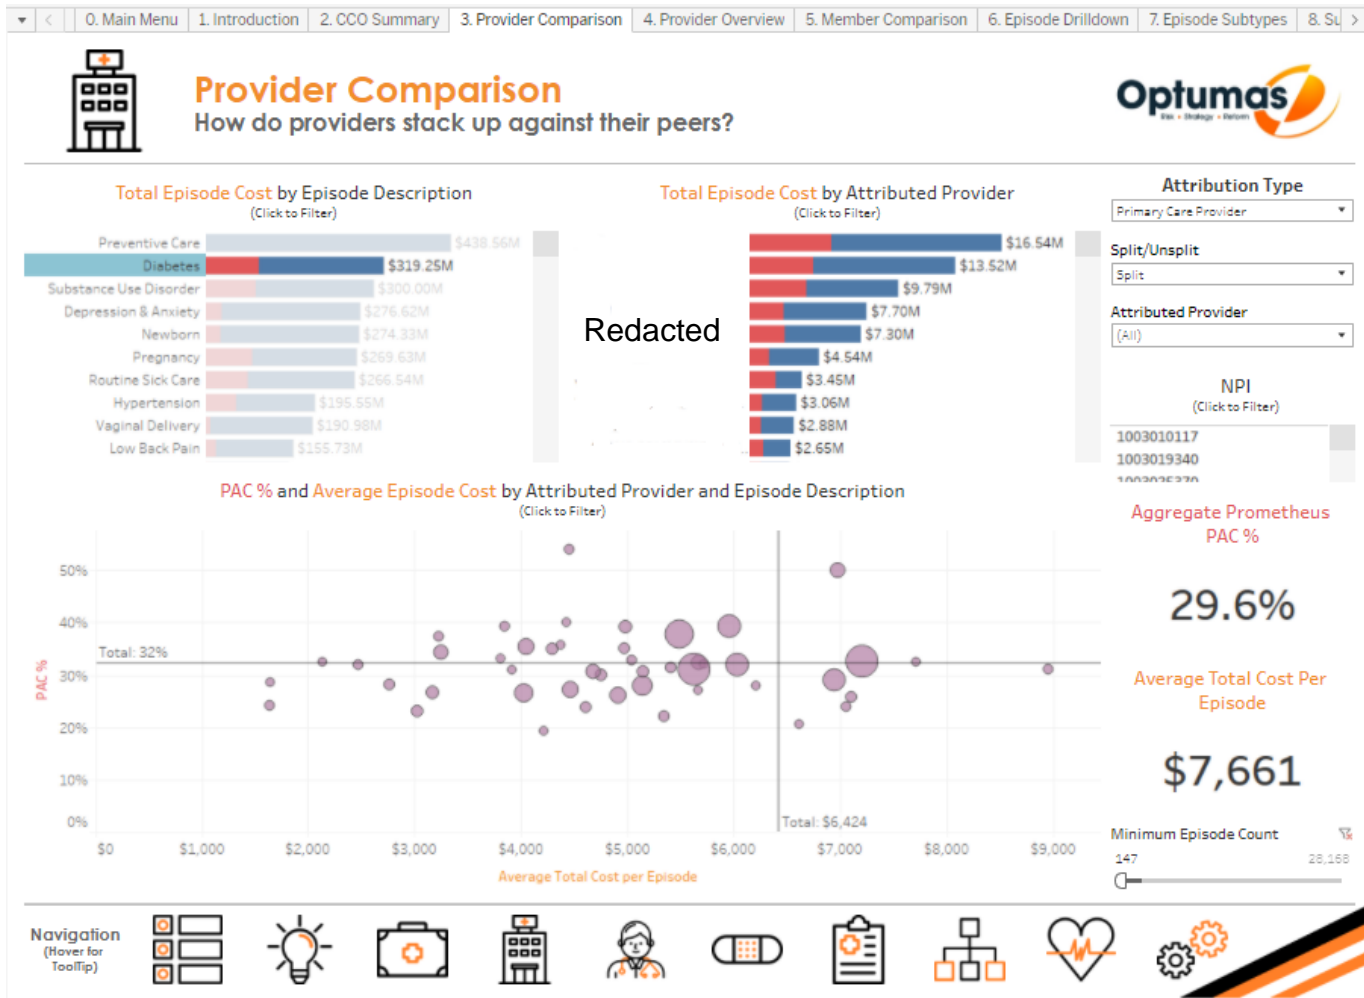 0. Main Menu
1. Introduction
2. CCO Summary
3. Provider Comparison
4. Provider Overview
5. Member Comparison
6. Episode Drilldown
7. Episode Subtypes
8. Su
Provider Comparison
How do providers stack up against their peers?
Optumas
Risk • Strategy • Reform
Total Episode Cost by Episode Description
(Click to Filter)
Preventive Care $438.56M
Diabetes $319.25M
Substance Use Disorder $300.00M
Depression & Anxiety $276.62M
Newborn $274.33M
Pregnancy $269.63M
Routine Sick Care $266.54M
Hypertension $195.55M
Vaginal Delivery $190.98M
Low Back Pain $155.73M
Total Episode Cost by Attributed Provider
(Click to Filter)
Redacted
$16.54M
$13.52M
$9.79M
$7.70M
$7.30M
$4.54M
$3.45M
$3.06M
$2.88M
$2.65M
Attribution Type
Primary Care Provider
Split/Unsplit
Split
Attributed Provider
(All)
NPI
(Click to Filter)
1003010117
1003019340
1003025370
PAC % and Average Episode Cost by Attributed Provider and Episode Description
(Click to Filter)
PAC %
50%
40%
30%
20%
10%
0%
Total: 32%
Total: $6,424
$0 $1,000 $2,000 $3,000 $4,000 $5,000 $6,000 $7,000 $8,000 $9,000
Average Total Cost per Episode
Aggregate Prometheus
PAC %
29.6%
Average Total Cost Per
Episode
$7,661
Minimum Episode Count
147 28,168
Navigation
(Hover for
ToolTip)